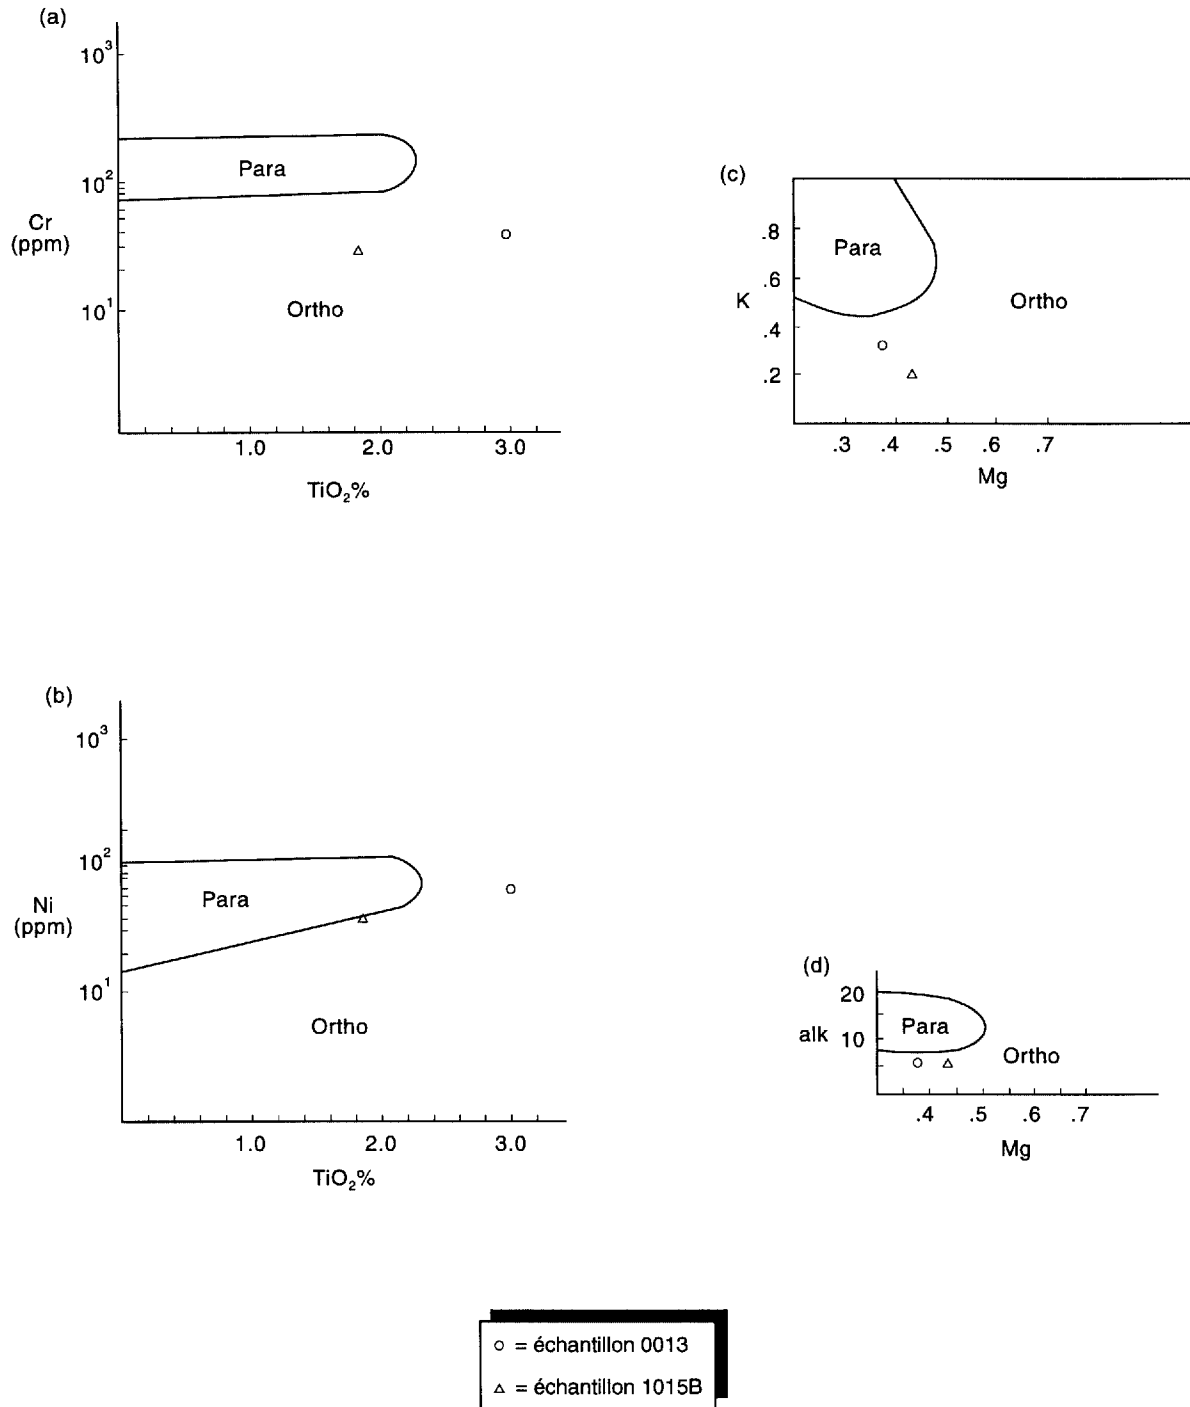 (a)
10³
Para
10²
Cr
(ppm)
10¹
Ortho
1.0 2.0 3.0
TiO₂%
(b)
10³
10²
Para
Ni
(ppm)
10¹
Ortho
1.0 2.0 3.0
TiO₂%
(c)
.8
Para
.6
K
Ortho
.4
.2
.3 .4 .5 .6 .7
Mg
(d)
20
Para
alk 10
Ortho
.4 .5 .6 .7
Mg
○ = échantillon 0013
△ = échantillon 1015B